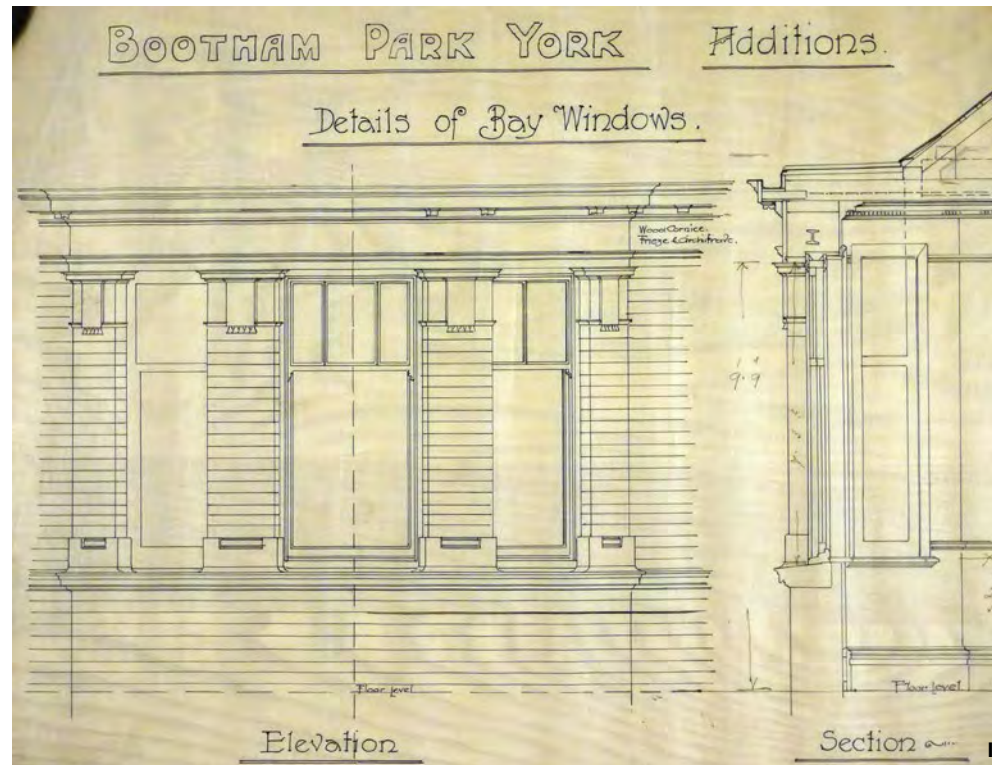 BOOTHAM PARK YORK Additions.
Details of Bay Windows.
Wood Cornice.
Frieze & Architrave.
9'.9"
Floor level
Floor level
Elevation
Section